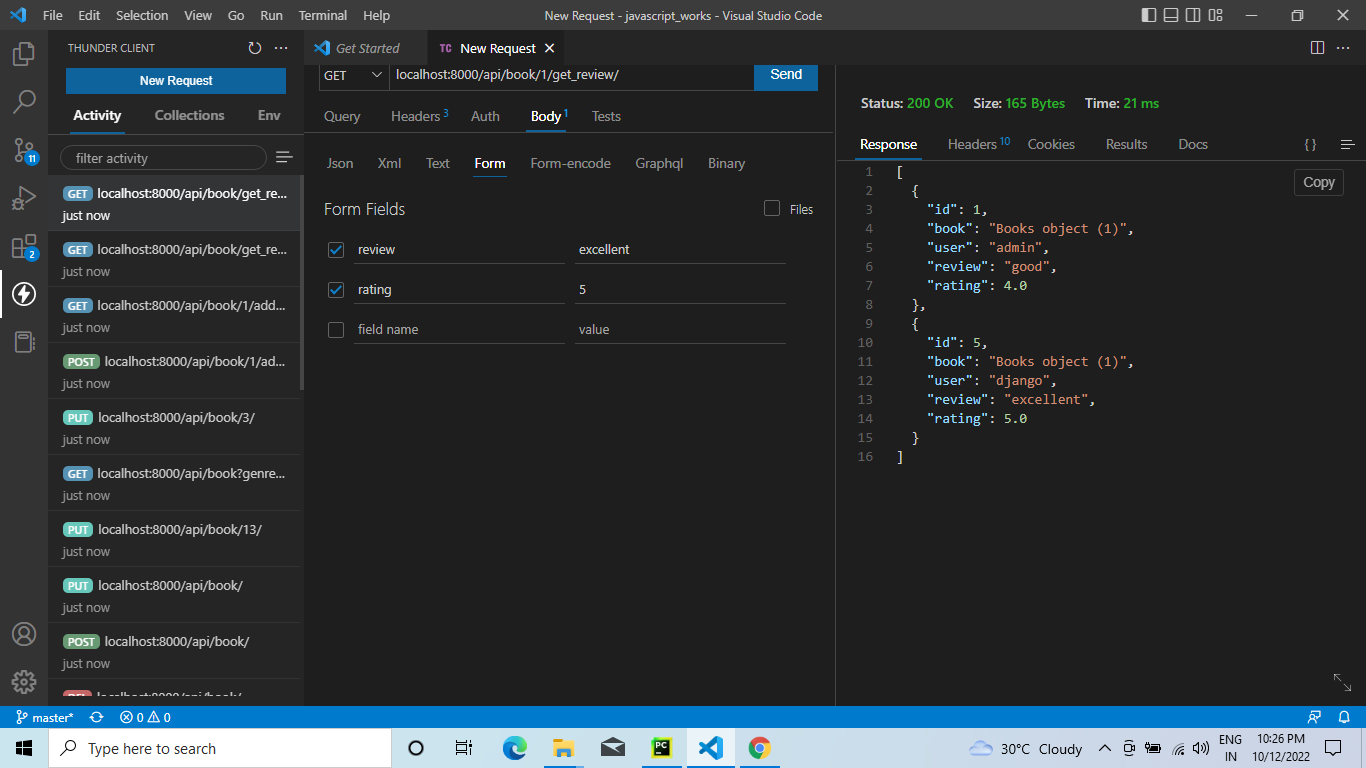 File Edit Selection View Go Run Terminal Help
New Request - javascript_works - Visual Studio Code
THUNDER CLIENT
New Request
Activity Collections Env
filter activity
GET localhost:8000/api/book/get_re...
just now
GET localhost:8000/api/book/get_re...
just now
GET localhost:8000/api/book/1/add...
just now
POST localhost:8000/api/book/1/ad...
just now
PUT localhost:8000/api/book/3/
just now
GET localhost:8000/api/book?genre...
just now
PUT localhost:8000/api/book/13/
just now
PUT localhost:8000/api/book/
just now
POST localhost:8000/api/book/
just now
11
2
Get Started
TC New Request
GET localhost:8000/api/book/1/get_review/ Send
Query Headers 3 Auth Body 1 Tests
Json Xml Text Form Form-encode Graphql Binary
Form Fields Files
review excellent
rating 5
field name value
Status: 200 OK Size: 165 Bytes Time: 21 ms
Response Headers 10 Cookies Results Docs { }
Copy
1 [
2 {
3 "id": 1,
4 "book": "Books object (1)",
5 "user": "admin",
6 "review": "good",
7 "rating": 4.0
8 },
9 {
10 "id": 5,
11 "book": "Books object (1)",
12 "user": "django",
13 "review": "excellent",
14 "rating": 5.0
15 }
16 ]
master* 0 0
Type here to search
PC
30°C Cloudy
ENG
IN
10:26 PM
10/12/2022